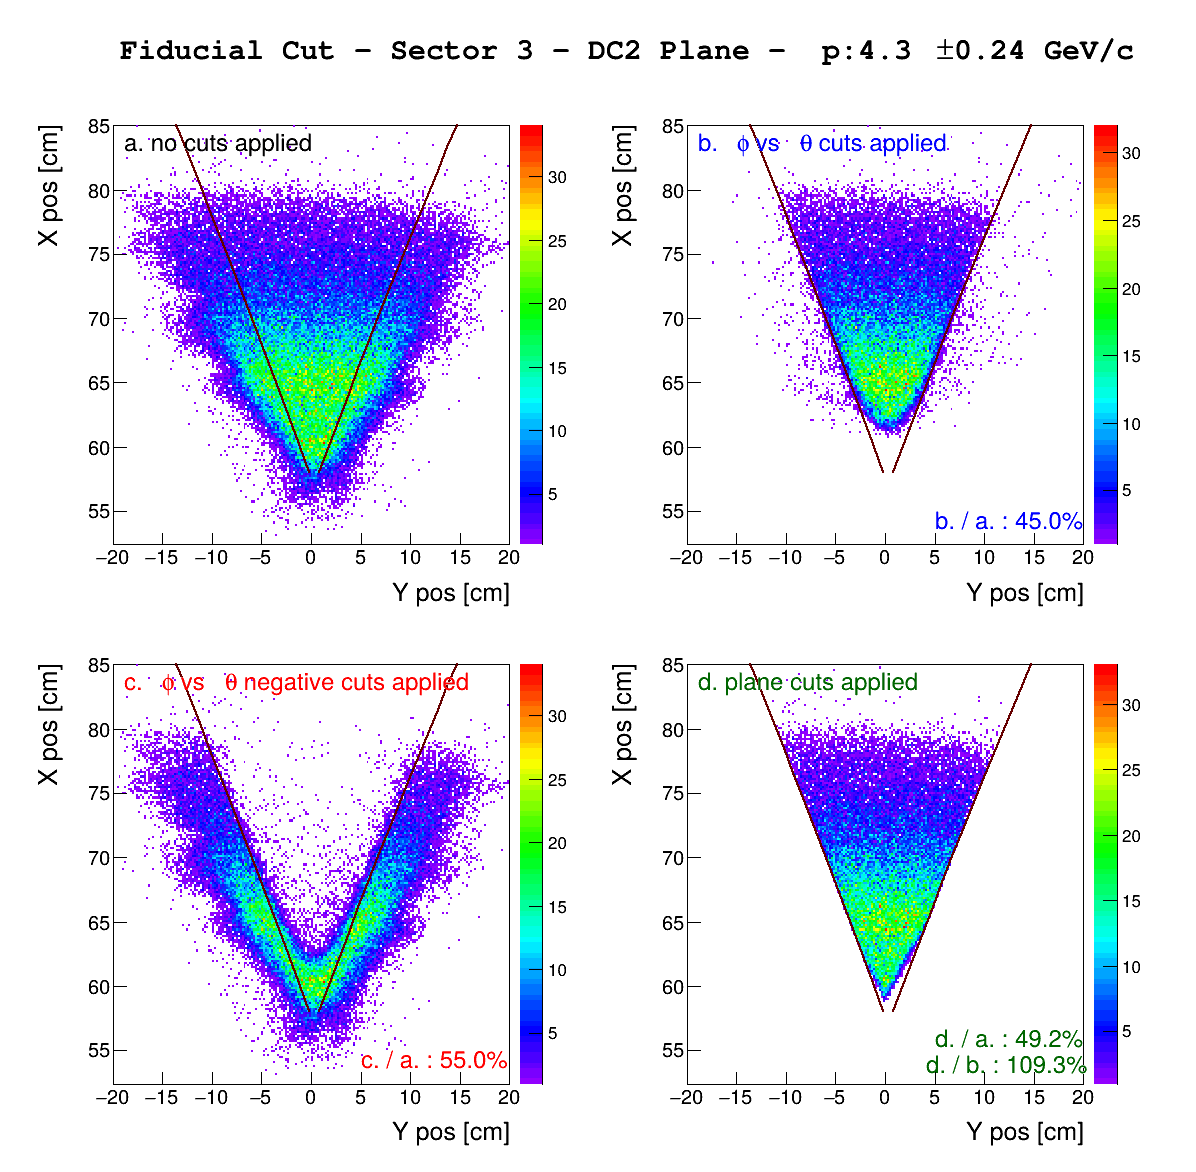 Fiducial Cut – Sector 3 – DC2 Plane – p:4.3 ±0.24 GeV/c
X pos [cm]
85
80
75
70
65
60
55
a. no cuts applied
30
25
20
15
10
5
−20 −15 −10 −5 0 5 10 15 20
Y pos [cm]
X pos [cm]
85
80
75
70
65
60
55
b. ϕ vs θ cuts applied
b. / a. : 45.0%
30
25
20
15
10
5
−20 −15 −10 −5 0 5 10 15 20
Y pos [cm]
X pos [cm]
85
80
75
70
65
60
55
c. ϕ vs θ negative cuts applied
c. / a. : 55.0%
30
25
20
15
10
5
−20 −15 −10 −5 0 5 10 15 20
Y pos [cm]
X pos [cm]
85
80
75
70
65
60
55
d. plane cuts applied
d. / a. : 49.2%
d. / b. : 109.3%
30
25
20
15
10
5
−20 −15 −10 −5 0 5 10 15 20
Y pos [cm]